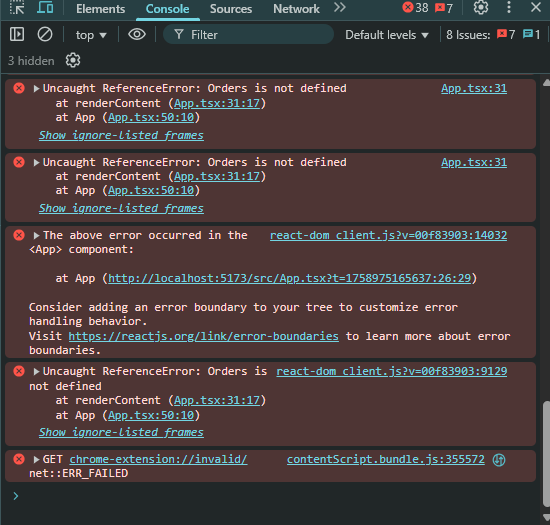 Elements Console Sources Network >> 38 7
top Filter Default levels 8 Issues: 7 1
3 hidden
Uncaught ReferenceError: Orders is not defined App.tsx:31
at renderContent (App.tsx:31:17)
at App (App.tsx:50:10)
Show ignore-listed frames
Uncaught ReferenceError: Orders is not defined App.tsx:31
at renderContent (App.tsx:31:17)
at App (App.tsx:50:10)
Show ignore-listed frames
The above error occurred in the react-dom_client.js?v=00f83903:14032
<App> component:
at App (http://localhost:5173/src/App.tsx?t=1758975165637:26:29)
Consider adding an error boundary to your tree to customize error
handling behavior.
Visit https://reactjs.org/link/error-boundaries to learn more about error
boundaries.
Uncaught ReferenceError: Orders is react-dom_client.js?v=00f83903:9129
not defined
at renderContent (App.tsx:31:17)
at App (App.tsx:50:10)
Show ignore-listed frames
GET chrome-extension://invalid/ contentScript.bundle.js:355572
net::ERR_FAILED
>